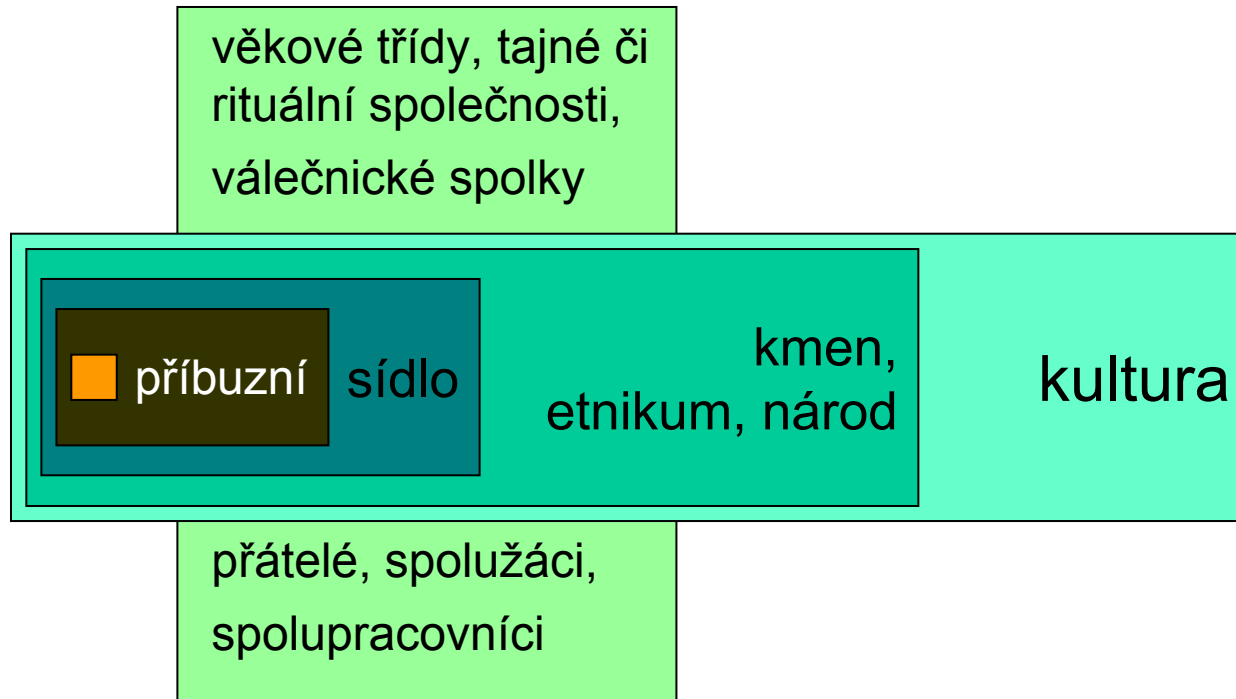 věkové třídy, tajné či
rituální společnosti,
válečnické spolky
příbuzní
sídlo
kmen,
etnikum, národ
kultura
přátelé, spolužáci,
spolupracovníci